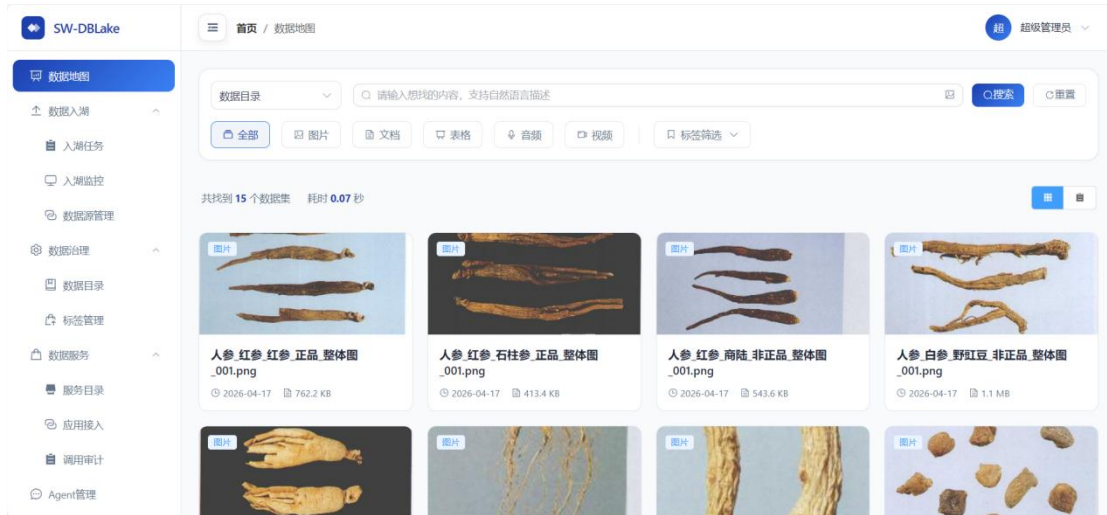 SW-DBLake
首页 / 数据地图
超
超级管理员
数据地图
数据入湖
入湖任务
入湖监控
数据源管理
数据治理
数据目录
标签管理
数据服务
服务目录
应用接入
调用审计
Agent管理
数据目录
请输入想找的内容，支持自然语言描述
搜索
重置
全部
图片
文档
表格
音频
视频
标签筛选
共找到 15 个数据集 耗时 0.07 秒
图片
人参_红参_红参_正品_整体图
_001.png
2026-04-17 762.2 KB
图片
人参_红参_石柱参_正品_整体图
_001.png
2026-04-17 413.4 KB
图片
人参_红参_商陆_非正品_整体图
_001.png
2026-04-17 543.6 KB
图片
人参_白参_野豇豆_非正品_整体图
_001.png
2026-04-17 1.1 MB
图片
图片
图片
图片